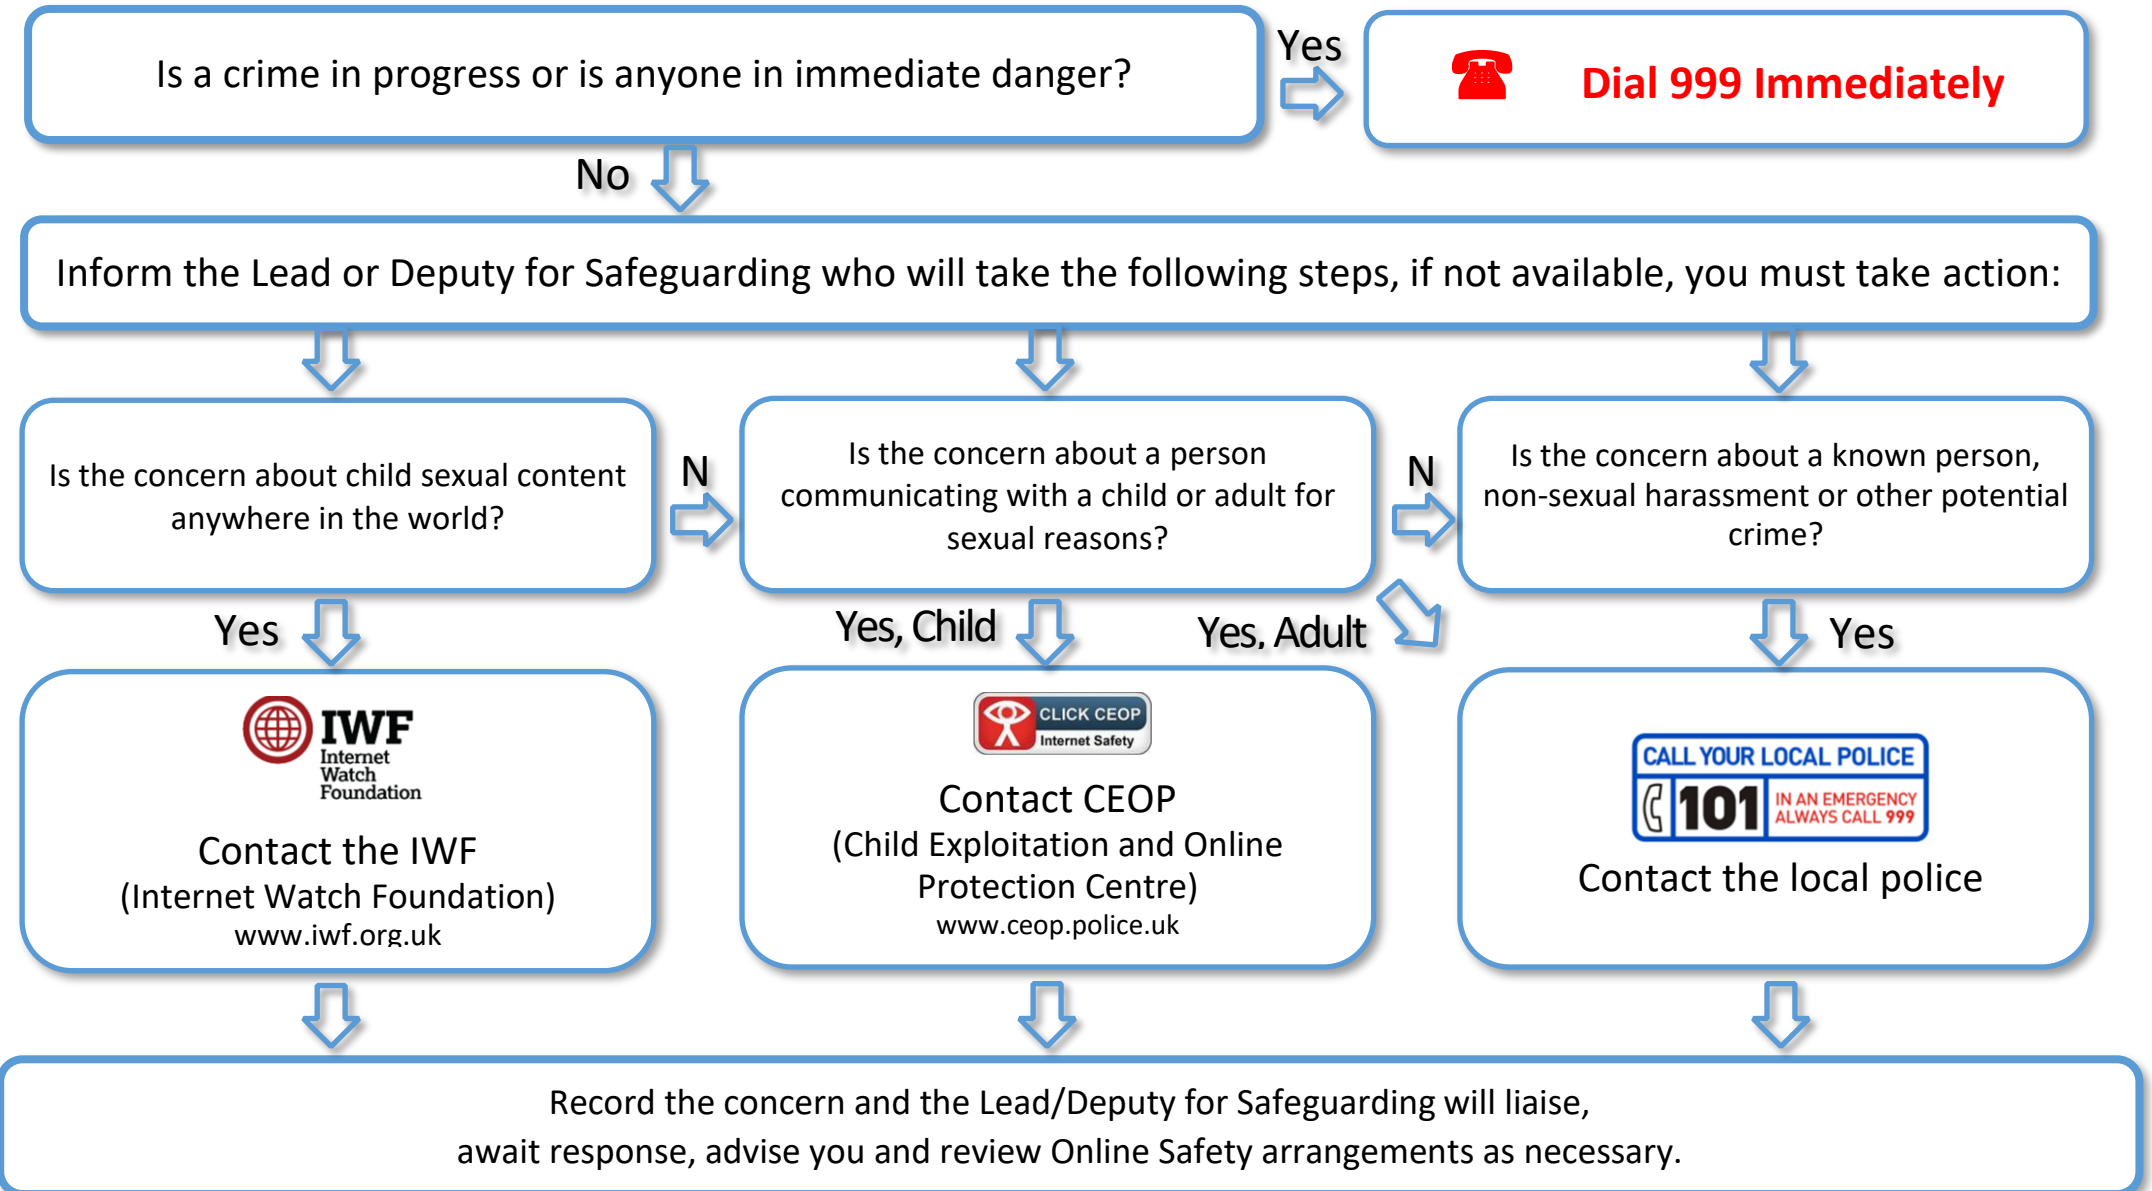 Is a crime in progress or is anyone in immediate danger?
Yes
Dial 999 Immediately
No
Inform the Lead or Deputy for Safeguarding who will take the following steps, if not available, you must take action:
Is the concern about child sexual content
anywhere in the world?
N
Is the concern about a person
communicating with a child or adult for
sexual reasons?
N
Is the concern about a known person,
non-sexual harassment or other potential
crime?
Yes
Yes, Child
Yes, Adult
Yes
IWF
Internet
Watch
Foundation
Contact the IWF
(Internet Watch Foundation)
www.iwf.org.uk
CLICK CEOP
Internet Safety
Contact CEOP
(Child Exploitation and Online
Protection Centre)
www.ceop.police.uk
CALL YOUR LOCAL POLICE
101
IN AN EMERGENCY
ALWAYS CALL 999
Contact the local police
Record the concern and the Lead/Deputy for Safeguarding will liaise,
await response, advise you and review Online Safety arrangements as necessary.